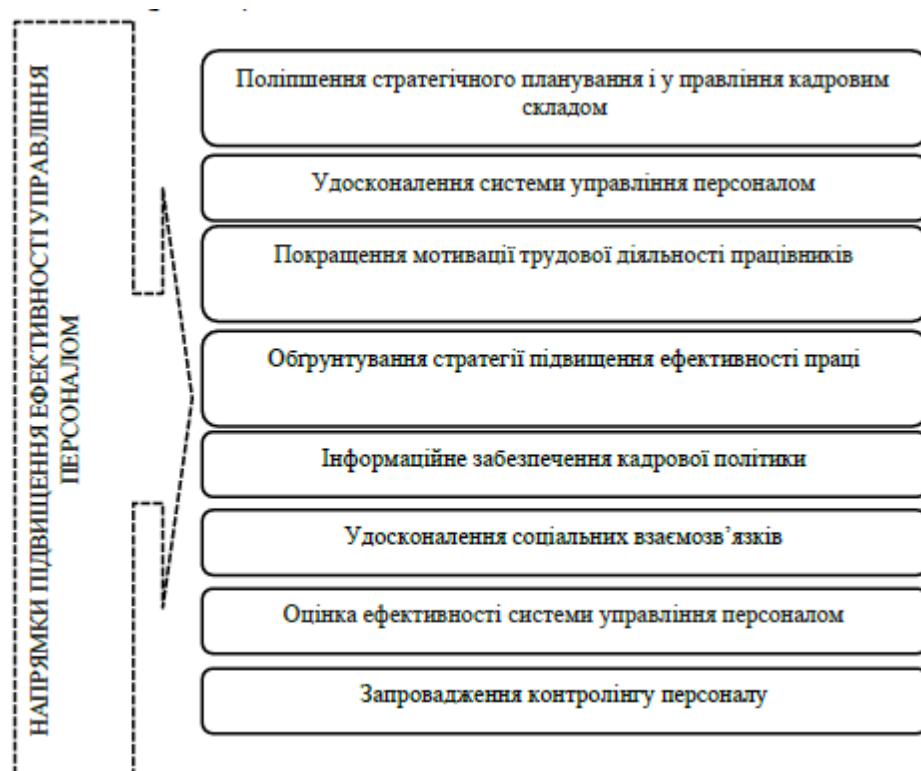 НАПРЯМКИ ПІДВИЩЕННЯ ЕФЕКТИВНОСТІ УПРАВЛІННЯ
ПЕРСОНАЛОМ
Поліпшення стратегічного планування і у правління кадровим
складом
Удосконалення системи управління персоналом
Покращення мотивації трудової діяльності працівників
Обґрунтування стратегії підвищення ефективності праці
Інформаційне забезпечення кадрової політики
Удосконалення соціальних взаємозв’язків
Оцінка ефективності системи управління персоналом
Запровадження контролінгу персоналу